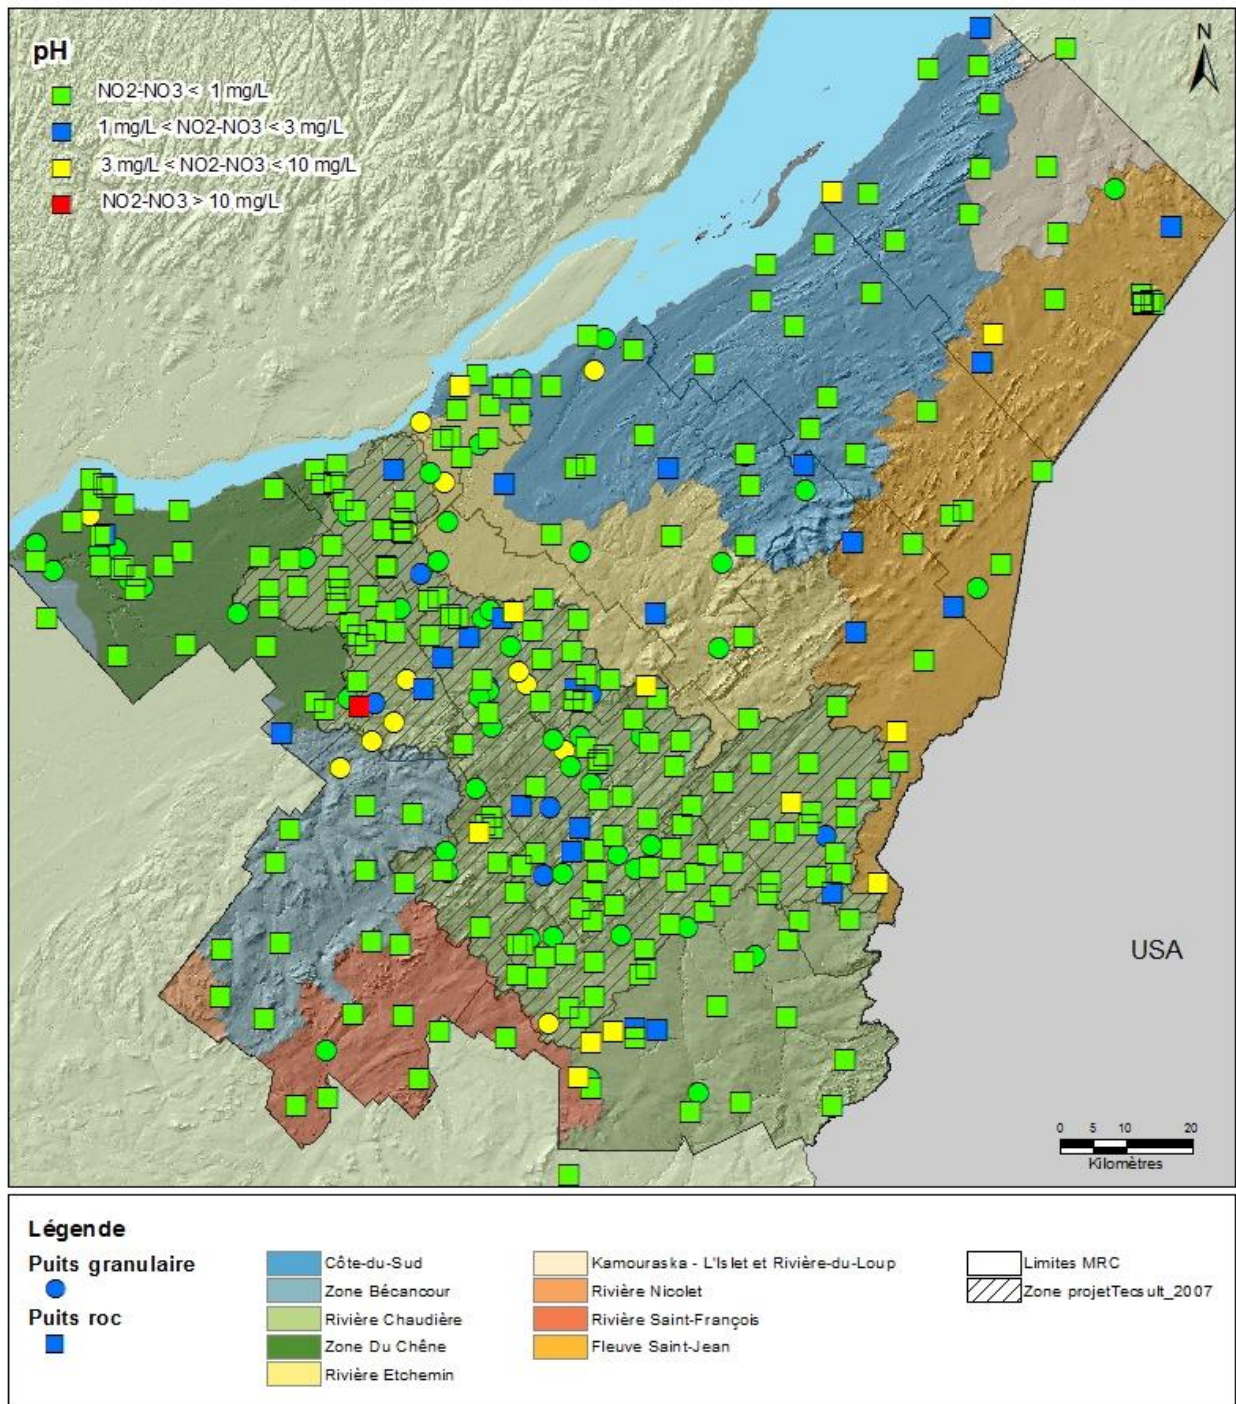 pH
NO2-NO3 < 1 mg/L
1 mg/L < NO2-NO3 < 3 mg/L
3 mg/L < NO2-NO3 < 10 mg/L
NO2-NO3 > 10 mg/L
N
USA
0 5 10 20
Kilomètres
Légende
Puits granulaire
Puits roc
Côte-du-Sud
Zone Bécancour
Rivière Chaudière
Zone Du Chêne
Rivière Etchemin
Kamouraska - L'Islet et Rivière-du-Loup
Rivière Nicolet
Rivière Saint-François
Fleuve Saint-Jean
Limites MRC
Zone projetTecsult_2007